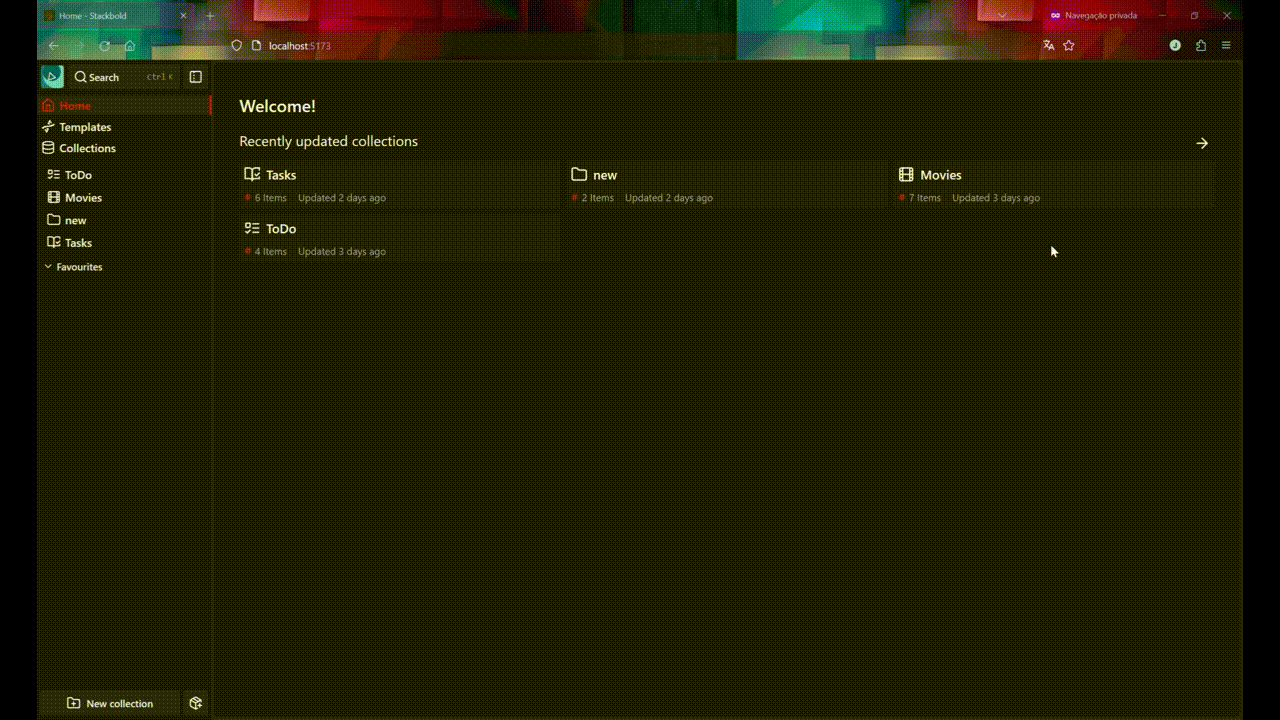 Home - Stackbold
Navegação privada
localhost:5173
J
Search
Ctrl K
Home
Templates
Collections
ToDo
Movies
new
Tasks
Favourites
New collection
Welcome!
Recently updated collections
Tasks
# 6 Items Updated 2 days ago
new
# 2 Items Updated 2 days ago
Movies
# 7 Items Updated 3 days ago
ToDo
# 4 Items Updated 3 days ago